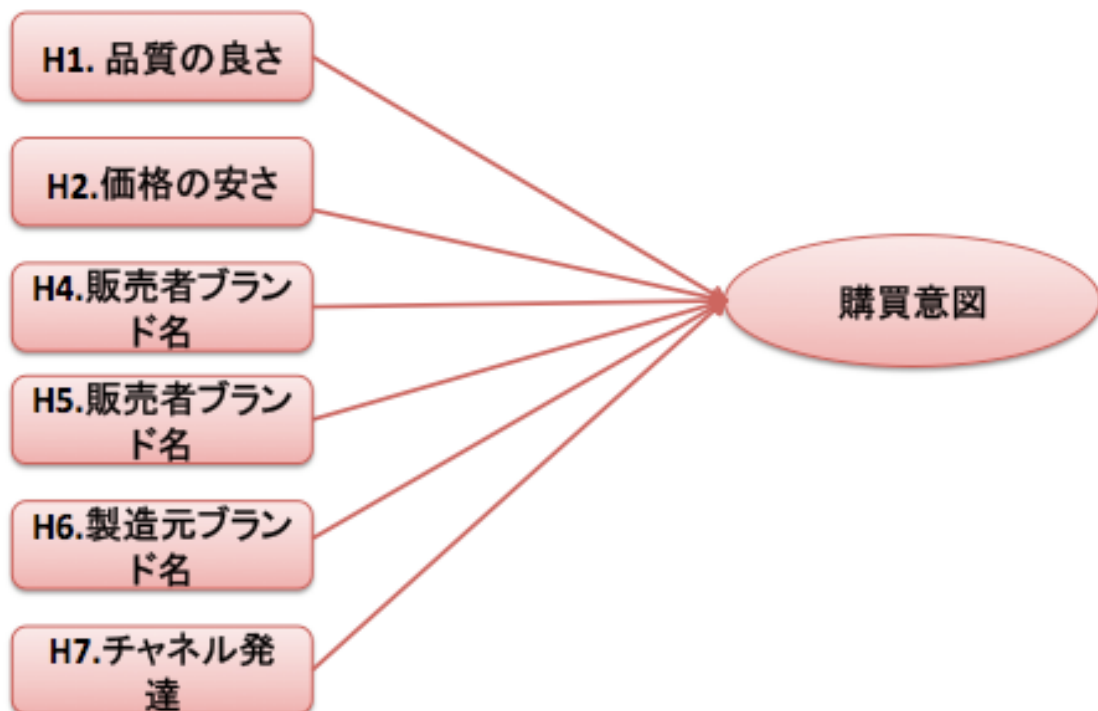 H1. 品質の良さ
H2.価格の安さ
H4.販売者ブラン
ド名
H5.販売者ブラン
ド名
H6.製造元ブラン
ド名
H7.チャネル発
達
購買意図